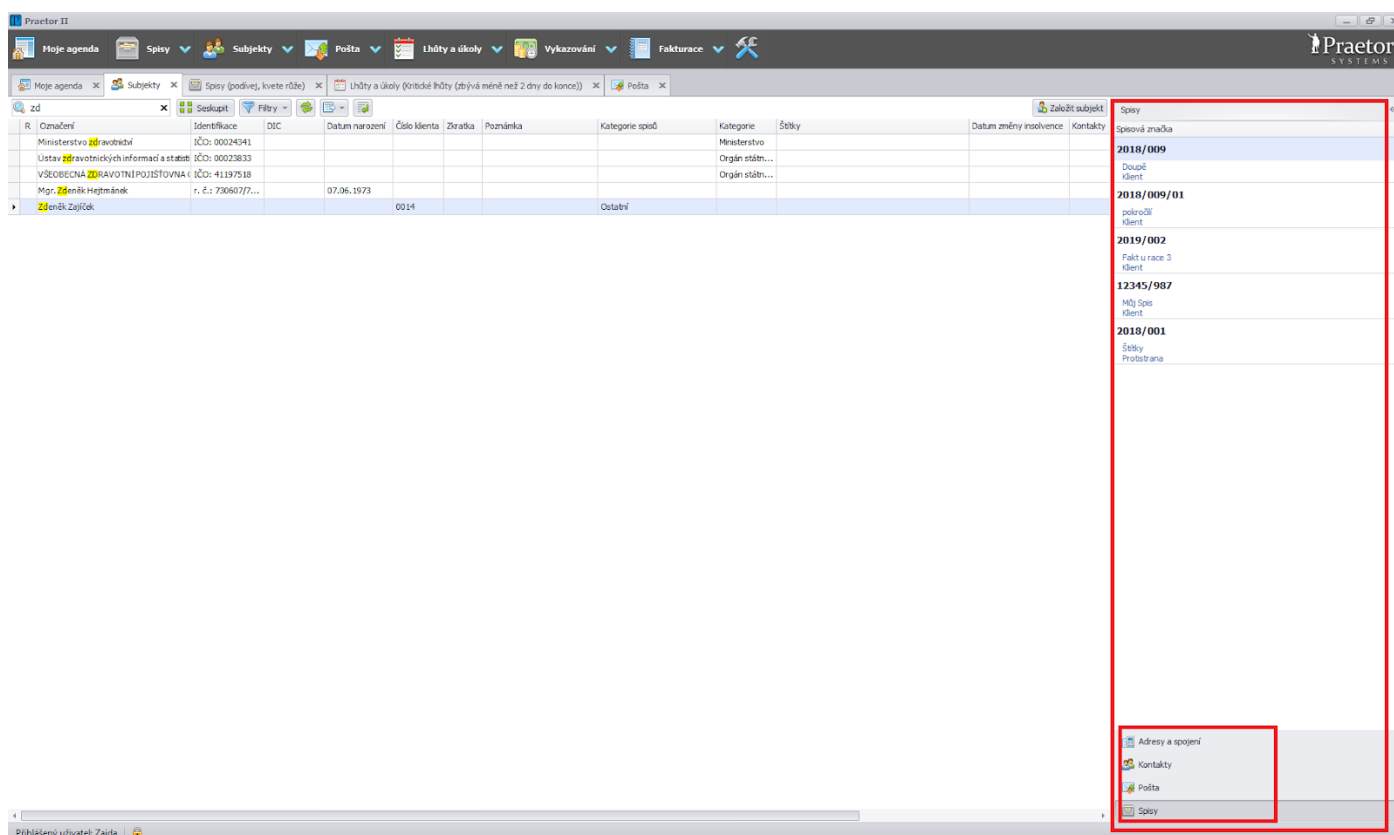 Praetor II
Moje agenda Spisy Subjekty Pošta Lhůty a úkoly Vykazování Fakturace
Praetor
SYSTEMS
Moje agenda Subjekty Spisy (podívej, kvete růže) Lhůty a úkoly (Kritické lhůty (zbývá méně než 2 dny do konce)) Pošta
zd Seskupit Filtry Založit subjekt
R Označení Identifikace DIC Datum narození Číslo klienta Zkratka Poznámka Kategorie spisů Kategorie Štítky Datum změny insolvence Kontakty
Ministerstvo zdravotnictví IČO: 00024341 Ministerstvo
Ústav zdravotnických informací a statisti IČO: 00023833 Orgán státn...
VŠEOBECNÁ ZDRAVOTNÍ POJIŠŤOVNA Č IČO: 41197518 Orgán státn...
Mgr. Zdeněk Hejtmánek r. č.: 730607/7... 07.06.1973
Zdeněk Zajíček 0014 Ostatní
Spisy
Spisová značka
2018/009
Doupě
Klient
2018/009/01
pokročilí
Klient
2019/002
Fakt u race 3
Klient
12345/987
Můj Spis
Klient
2018/001
Štítky
Protistrana
Adresy a spojení
Kontakty
Pošta
Spisy
Přihlášený uživatel: Zajda